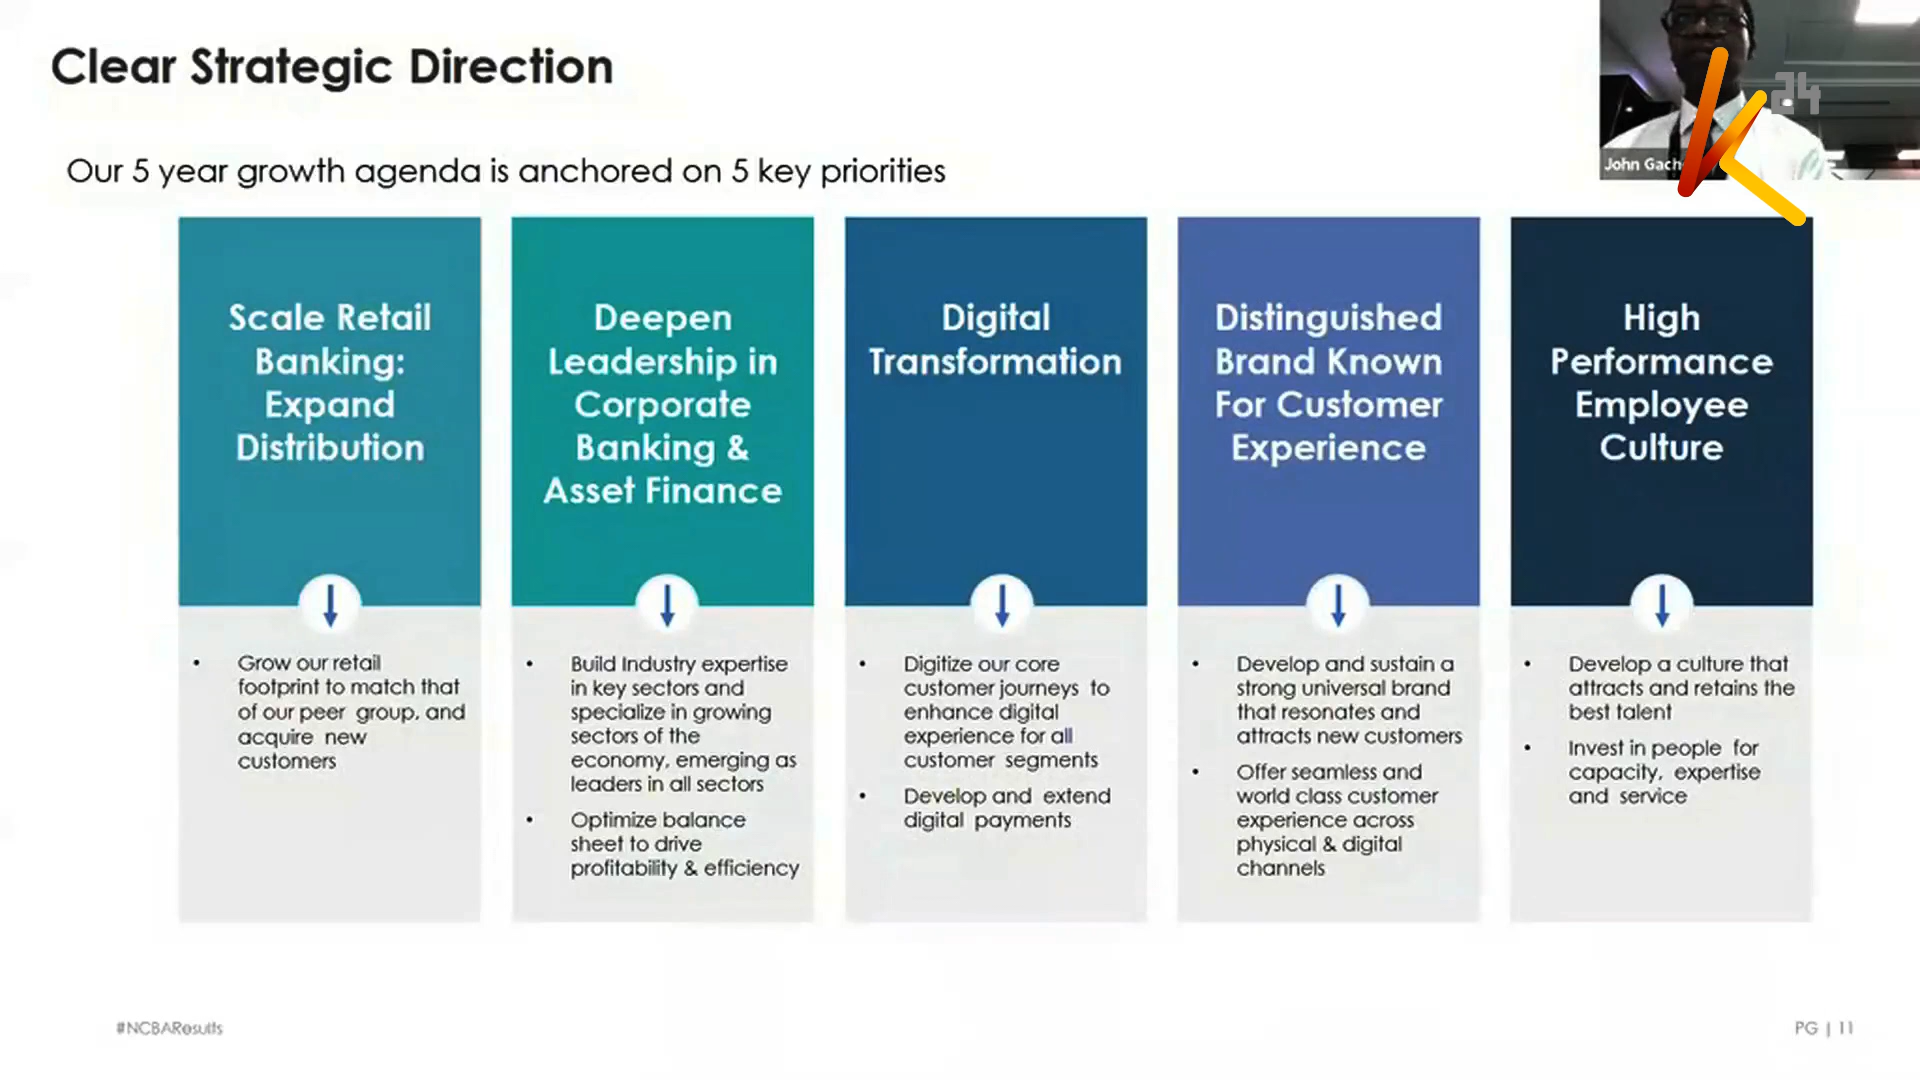 Clear Strategic Direction
Our 5 year growth agenda is anchored on 5 key priorities
24
John
Scale Retail
Banking:
Expand
Distribution
Grow our retail
footprint to match that
of our peer group, and
acquire new
customers
Deepen
Leadership in
Corporate
Banking &
Asset Finance
• Build Industry expertise
in key sectors and
specialize in growing
sectors of the
economy, emerging as
leaders in all sectors
• Optimize balance
sheet to drive
profitability & efficiency
Digital
Transformation
• Digitize our core
customer journeys to
enhance digital
experience for all
customer segments
• Develop and extend
digital payments
Distinguished
Brand Known
For Customer
Experience
• Develop and sustain a
strong universal brand
that resonates and
attracts new customers
• Offer seamless and
world class customer
experience across
physical & digital
channels
High
Performance
Employee
Culture
• Develop a culture that
attracts and retains the
best talent
• Invest in people for
capacity, expertise
and service
#NCBAResults
PG | 11